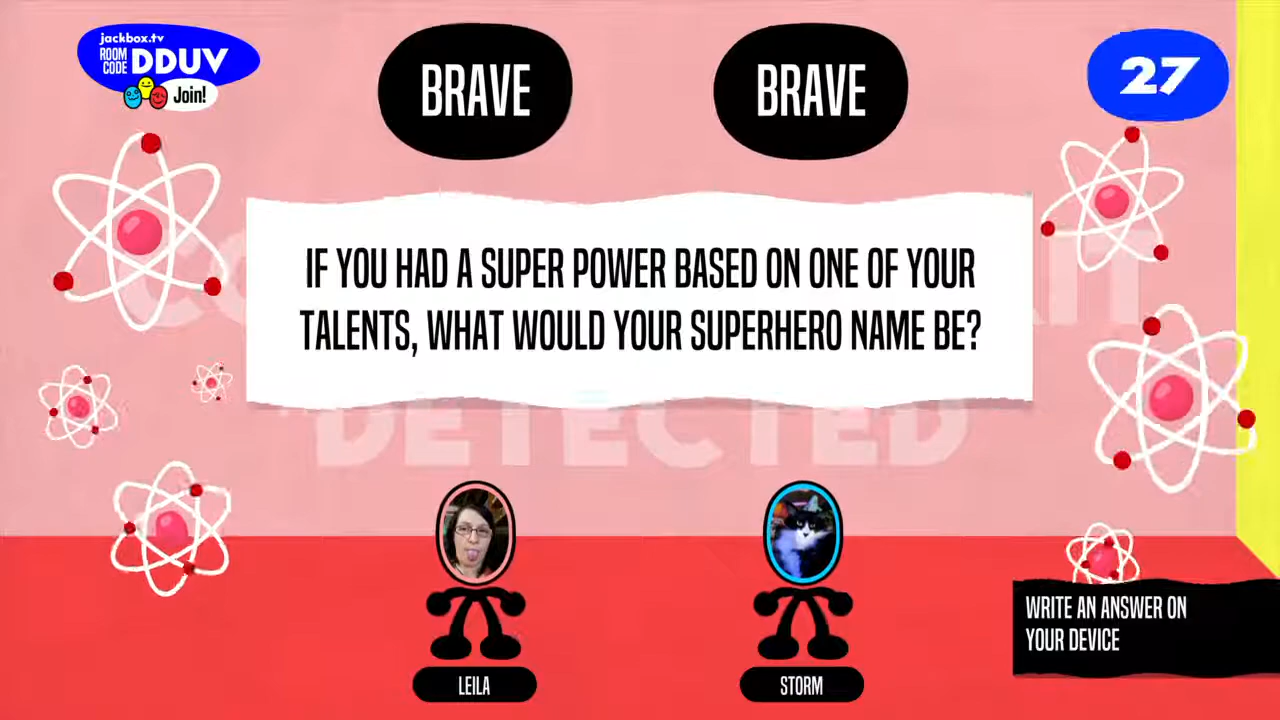 jackbox.tv
ROOM CODE DDUV
Join!
BRAVE
BRAVE
27
IF YOU HAD A SUPER POWER BASED ON ONE OF YOUR
TALENTS, WHAT WOULD YOUR SUPERHERO NAME BE?
DETECTED
WRITE AN ANSWER ON
YOUR DEVICE
LEILA
STORM